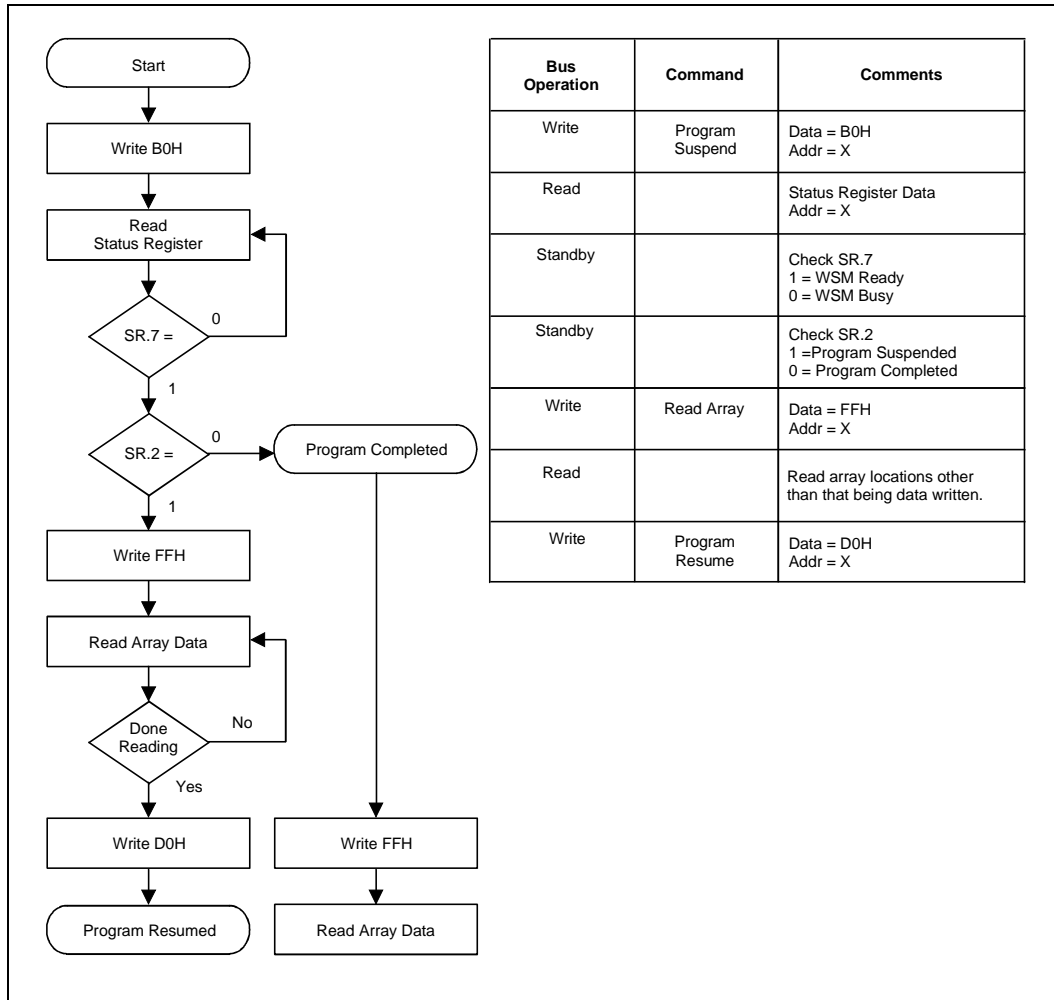 Start
Write B0H
Read
Status Register
0
SR.7 =
1
0
SR.2 =
Program Completed
1
Write FFH
Read Array Data
Done
Reading
No
Yes
Write D0H
Write FFH
Program Resumed
Read Array Data
Bus
Operation
Command
Comments
Write
Program
Suspend
Data = B0H
Addr = X
Read
Status Register Data
Addr = X
Standby
Check SR.7
1 = WSM Ready
0 = WSM Busy
Standby
Check SR.2
1 =Program Suspended
0 = Program Completed
Write
Read Array
Data = FFH
Addr = X
Read
Read array locations other
than that being data written.
Write
Program
Resume
Data = D0H
Addr = X